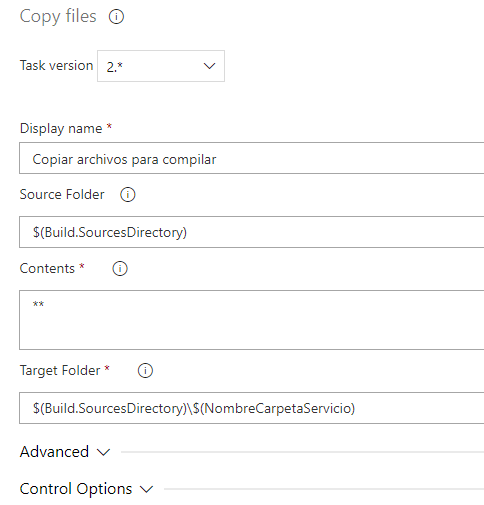 Copy files
Task version 2.*
Display name *
Copiar archivos para compilar
Source Folder
$(Build.SourcesDirectory)
Contents *
**
Target Folder *
$(Build.SourcesDirectory)\$(NombreCarpetaServicio)
Advanced
Control Options